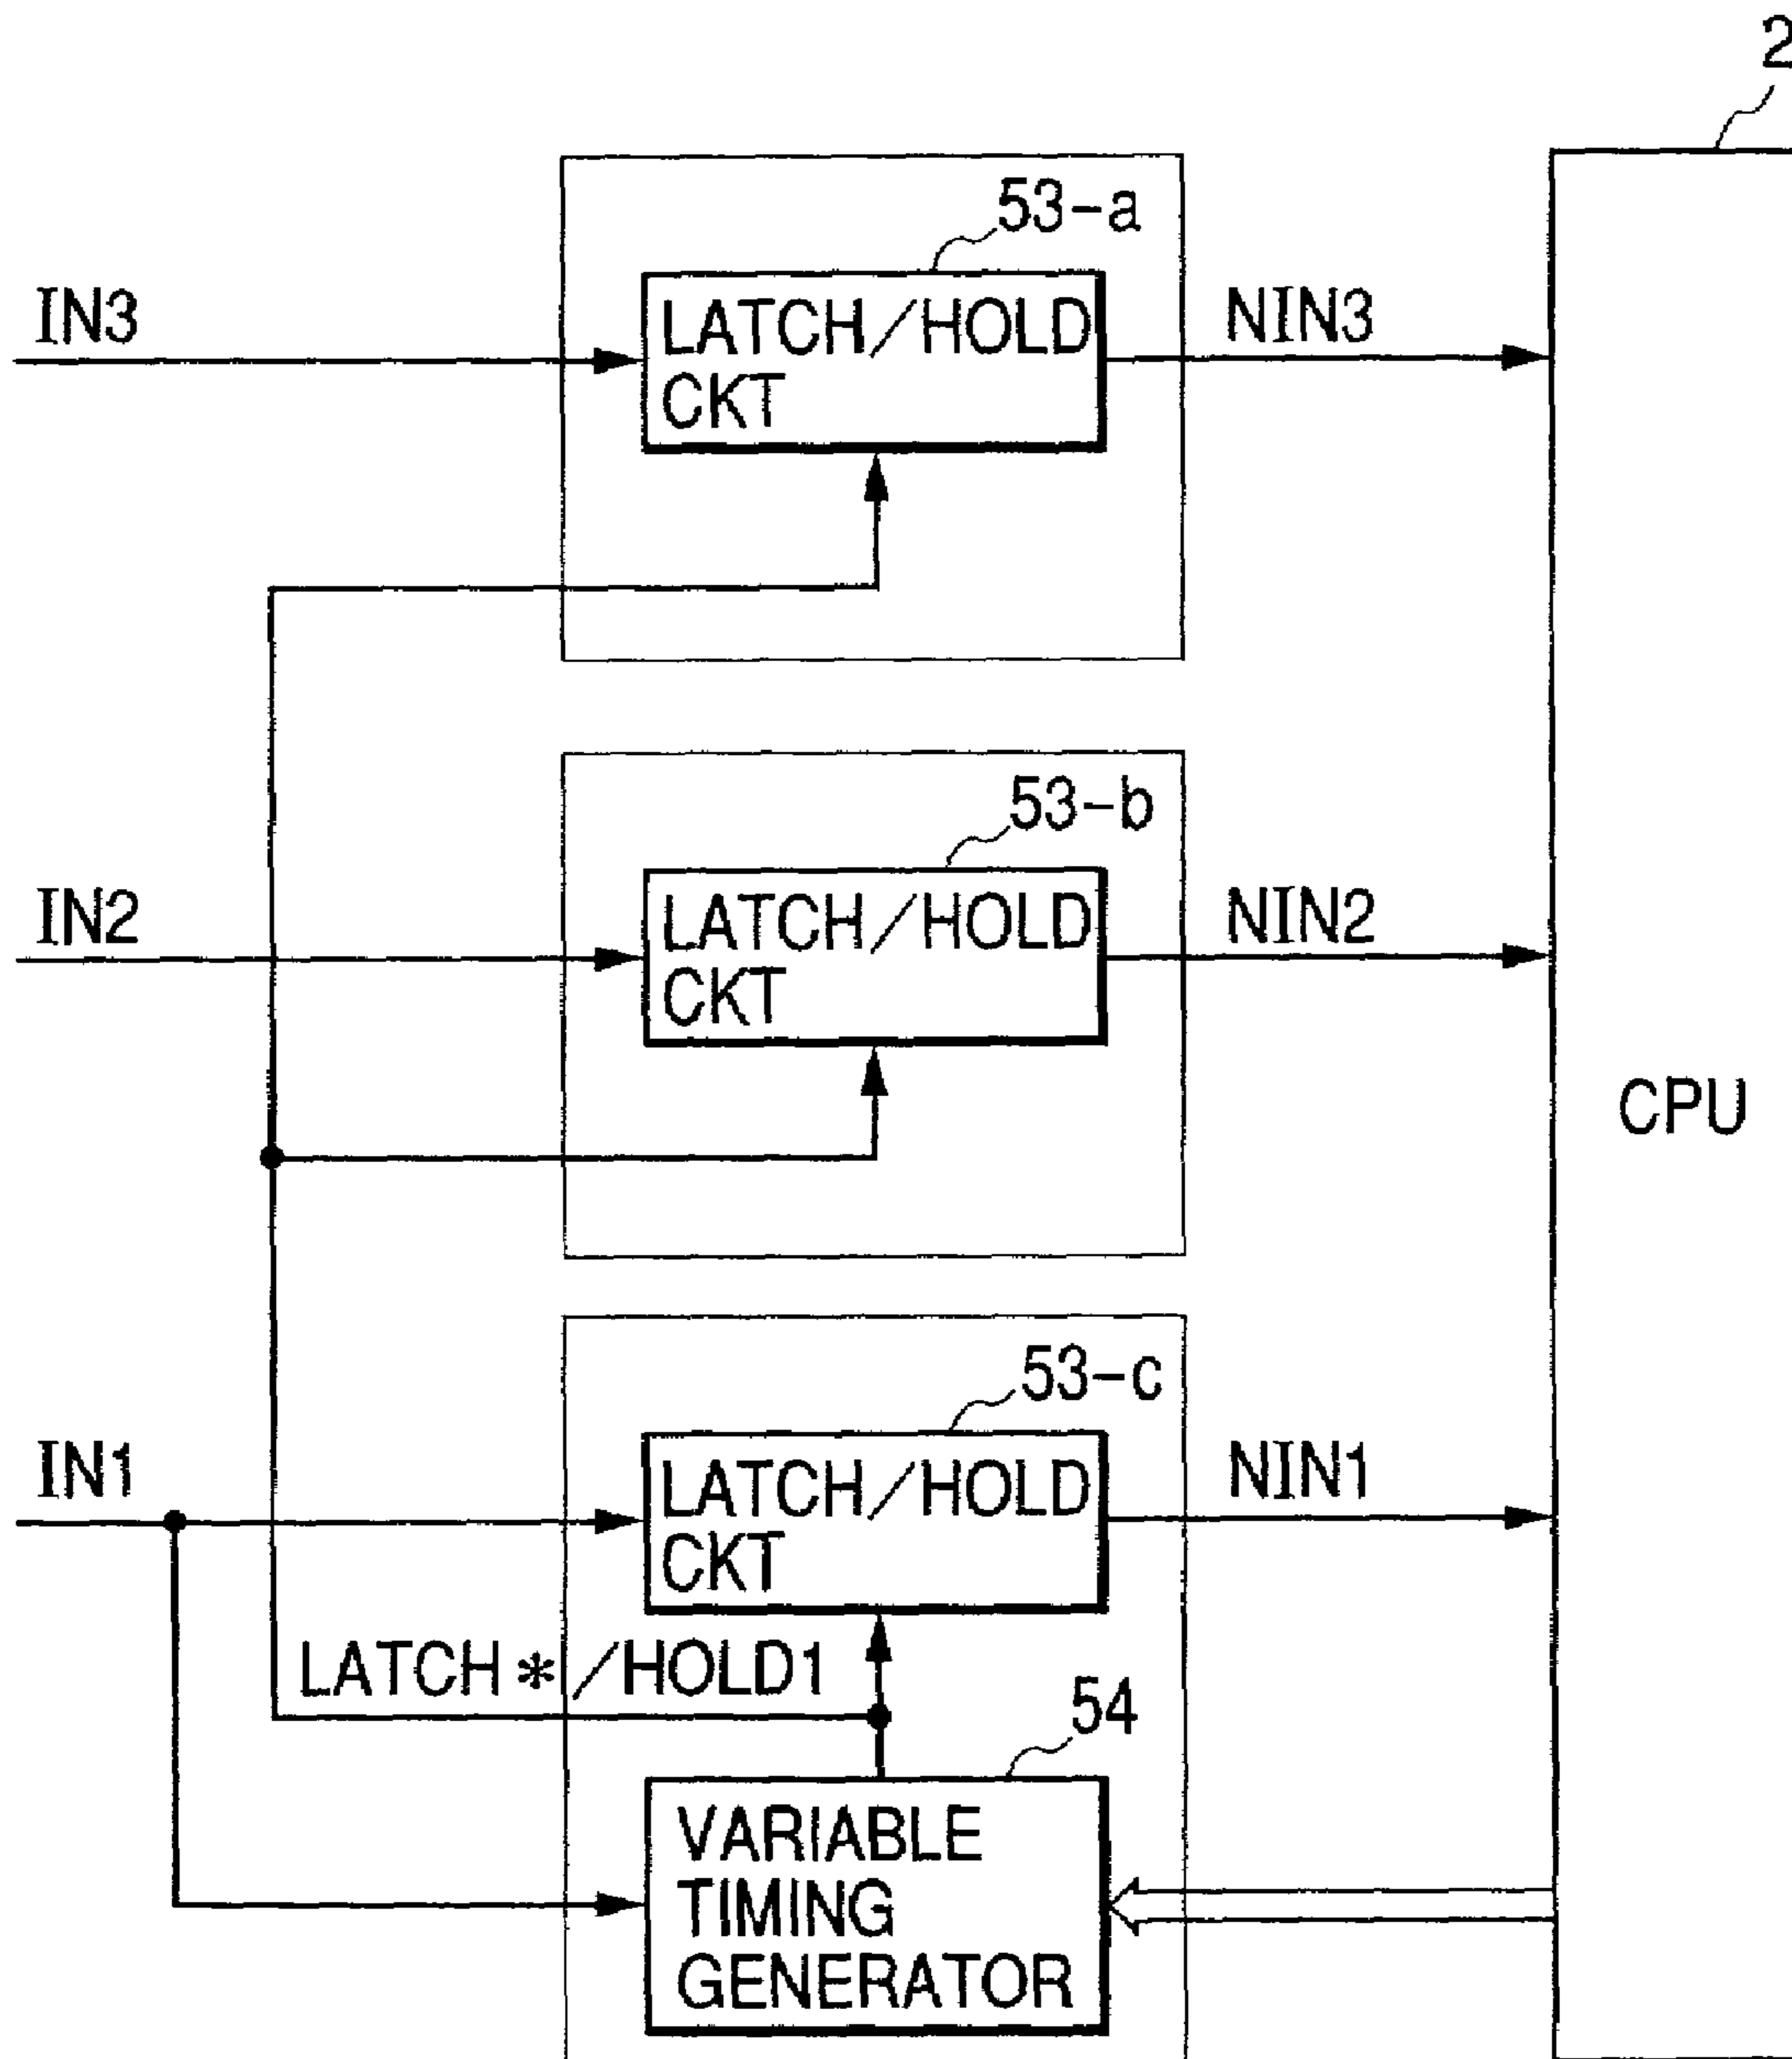 2
53-a
IN3
LATCH/HOLD
CKT
NIN3
53-b
IN2
LATCH/HOLD
CKT
NIN2
CPU
53-c
IN1
LATCH/HOLD
CKT
NIN1
LATCH*/HOLD1
54
VARIABLE
TIMING
GENERATOR